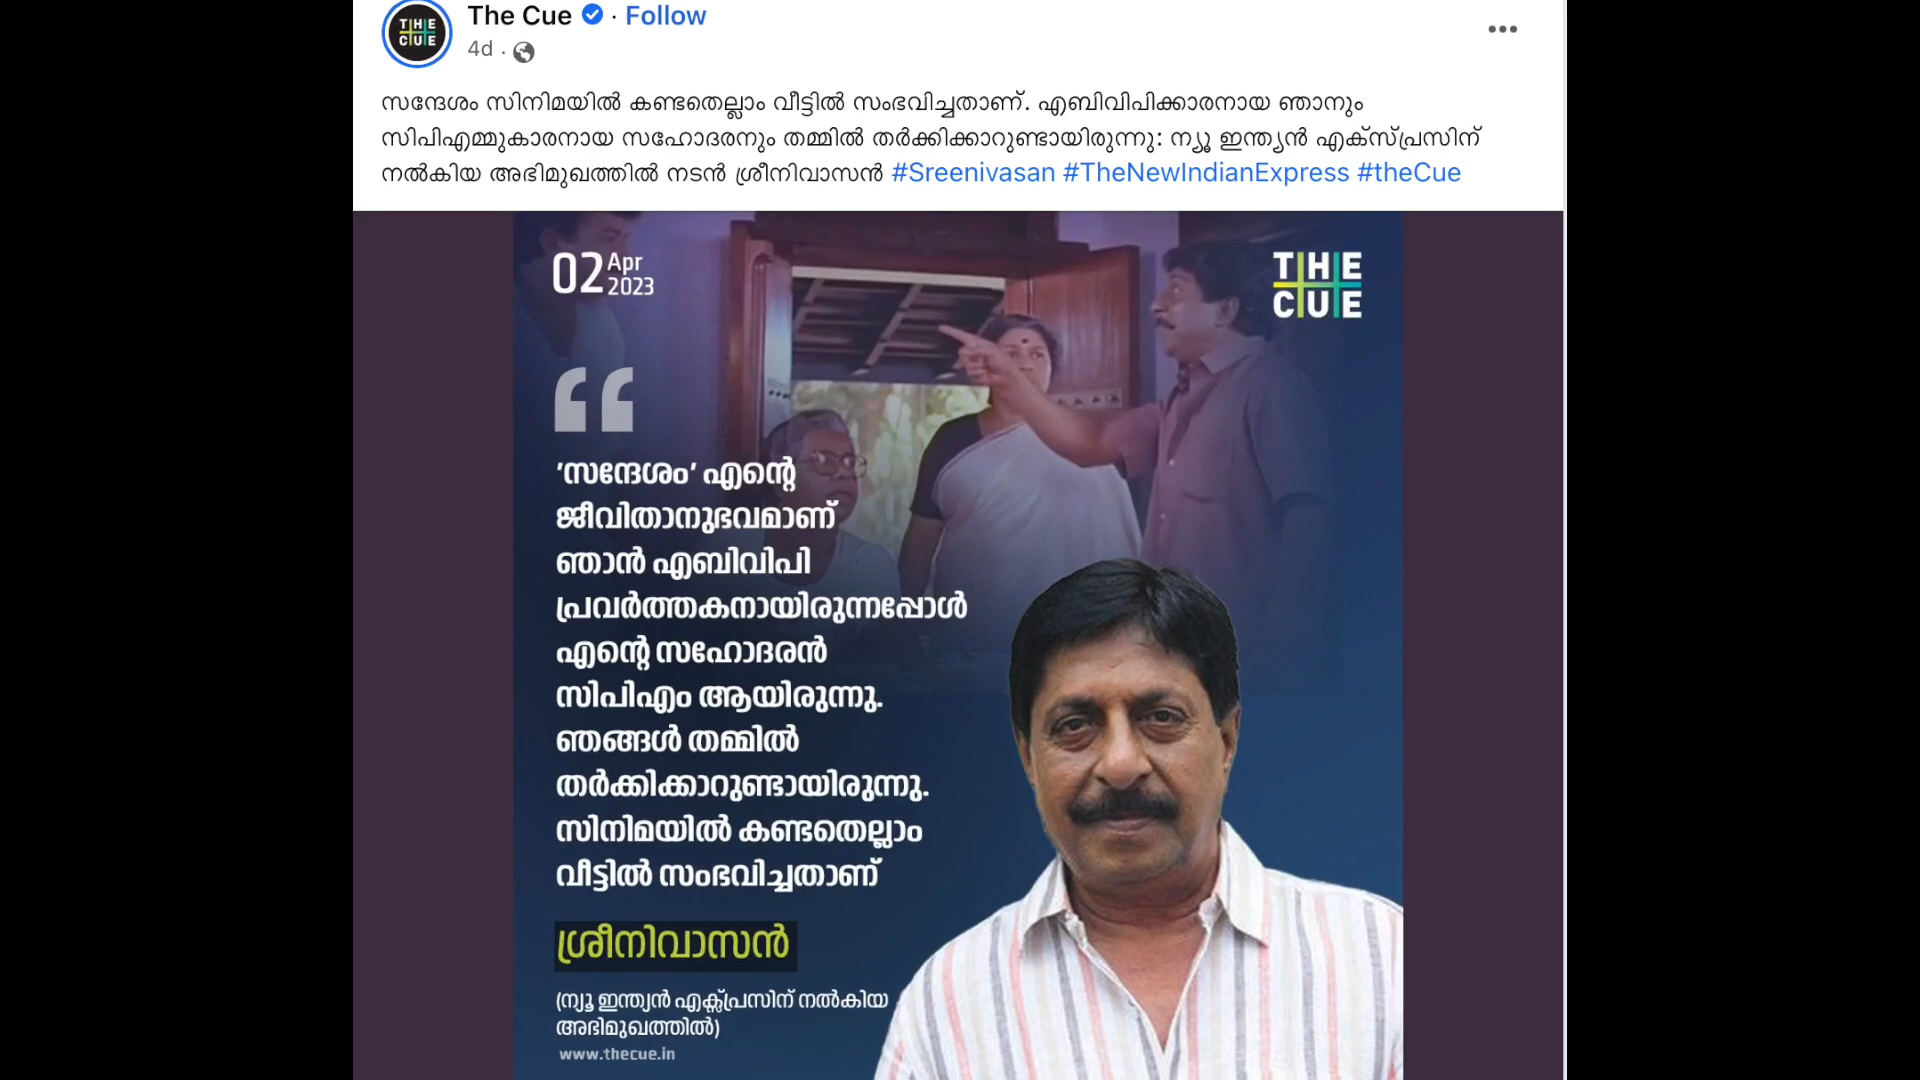 THE
CUE
The Cue · Follow
4d ·
സന്ദേശം സിനിമയിൽ കണ്ടതെല്ലാം വീട്ടിൽ സംഭവിച്ചതാണ്. എബിവിപിക്കാരനായ ഞാനും
സിപിഎമ്മുകാരനായ സഹോദരനും തമ്മിൽ തർക്കിക്കാറുണ്ടായിരുന്നു: ന്യൂ ഇന്ത്യൻ എക്സ്പ്രസിന്
നൽകിയ അഭിമുഖത്തിൽ നടൻ ശ്രീനിവാസൻ #Sreenivasan #TheNewIndianExpress #theCue
02 Apr
2023
THE
CUE
“
‘സന്ദേശം’ എന്റെ
ജീവിതാനുഭവമാണ്
ഞാൻ എബിവിപി
പ്രവർത്തകനായിരുന്നപ്പോൾ
എന്റെ സഹോദരൻ
സിപിഎം ആയിരുന്നു.
ഞങ്ങൾ തമ്മിൽ
തർക്കിക്കാറുണ്ടായിരുന്നു.
സിനിമയിൽ കണ്ടതെല്ലാം
വീട്ടിൽ സംഭവിച്ചതാണ്
ശ്രീനിവാസൻ
(ന്യൂ ഇന്ത്യൻ എക്സ്പ്രസിന് നൽകിയ
അഭിമുഖത്തിൽ)
www.thecue.in